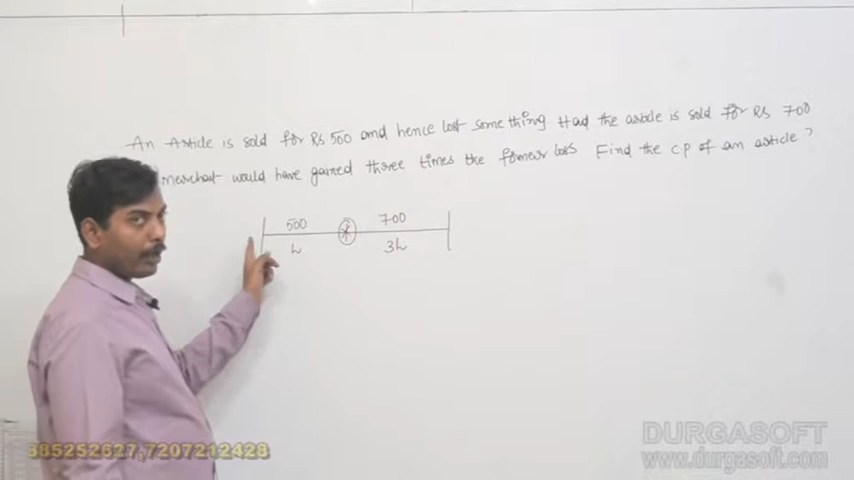 An Article is sold for Rs 500 and hence lost something Had the article is sold for Rs 700
merchant would have gained three times the former loss Find the cp of an article?
500 x 700
L 3L
385252627,7207212428
DURGASOFT
www.durgasoft.com